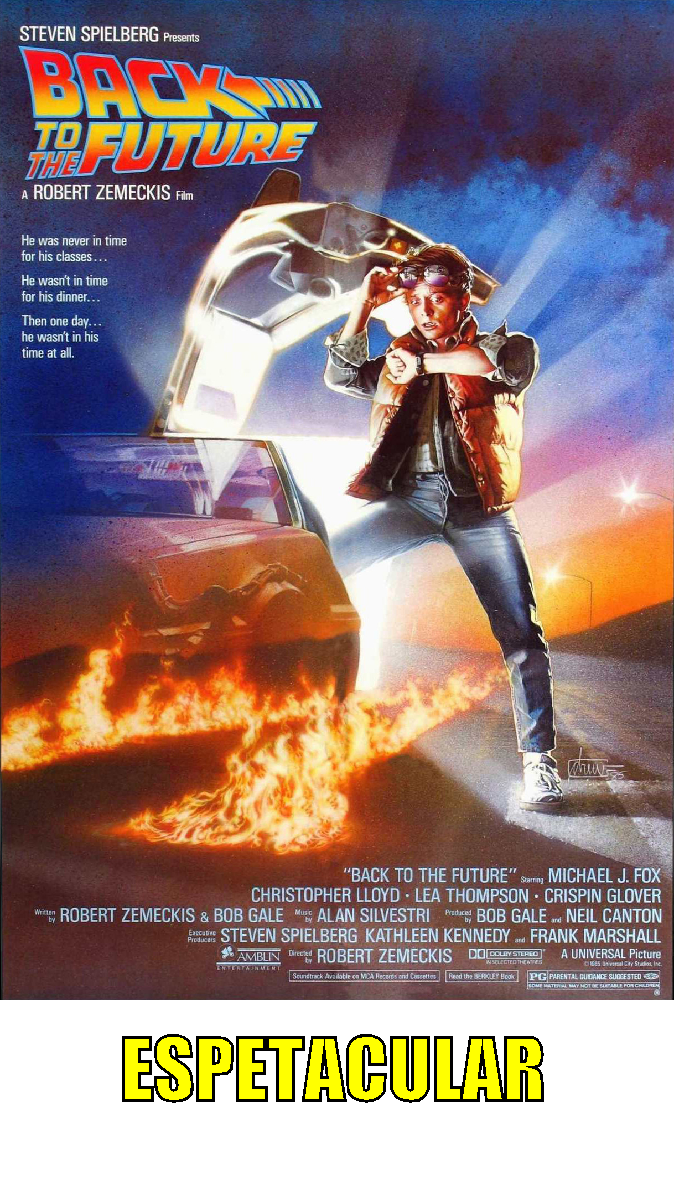 STEVEN SPIELBERG Presents
BACK
TO
THE FUTURE
A ROBERT ZEMECKIS Film
He was never in time
for his classes...
He wasn't in time
for his dinner...
Then one day...
he wasn't in his
time at all.
"BACK TO THE FUTURE" Starring MICHAEL J. FOX
CHRISTOPHER LLOYD · LEA THOMPSON · CRISPIN GLOVER
Written by ROBERT ZEMECKIS & BOB GALE Music by ALAN SILVESTRI Produced by BOB GALE and NEIL CANTON
Executive Producers STEVEN SPIELBERG KATHLEEN KENNEDY and FRANK MARSHALL
AMBLIN ENTERTAINMENT Directed by ROBERT ZEMECKIS DOLBY STEREO IN SELECTED THEATRES A UNIVERSAL Picture
© 1985 Universal City Studios, Inc.
Soundtrack Available on MCA Records and Cassettes Read the BERKLEY Book PG PARENTAL GUIDANCE SUGGESTED
SOME MATERIAL MAY NOT BE SUITABLE FOR CHILDREN
ESPETACULAR